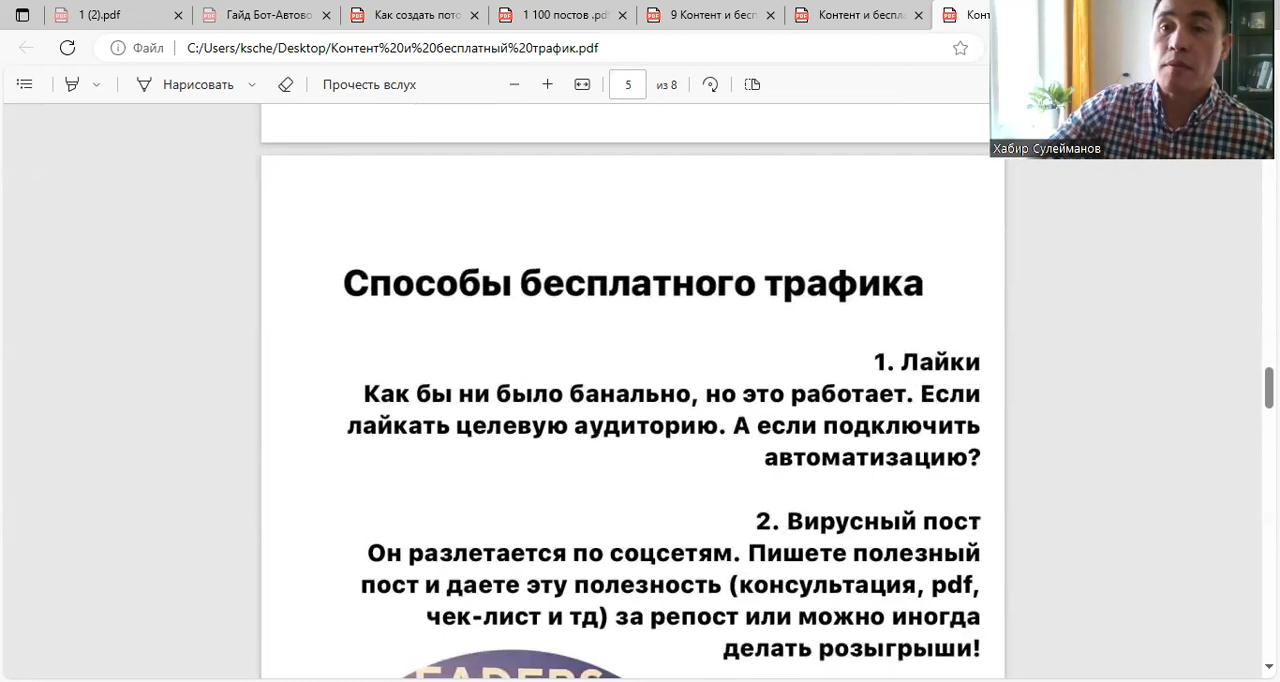 1 (2).pdf
Гайд Бот-Автово
Как создать пото
1 100 постов .pdf
9 Контент и бесп
Контент и беспла
Конт
Файл
C:/Users/ksche/Desktop/Контент%20и%20бесплатный%20трафик.pdf
Нарисовать
Прочесть вслух
5
из 8
Хабир Сулейманов
Способы бесплатного трафика
1. Лайки
Как бы ни было банально, но это работает. Если
лайкать целевую аудиторию. А если подключить
автоматизацию?
2. Вирусный пост
Он разлетается по соцсетям. Пишете полезный
пост и даете эту полезность (консультация, pdf,
чек-лист и тд) за репост или можно иногда
делать розыгрыши!
EADERS